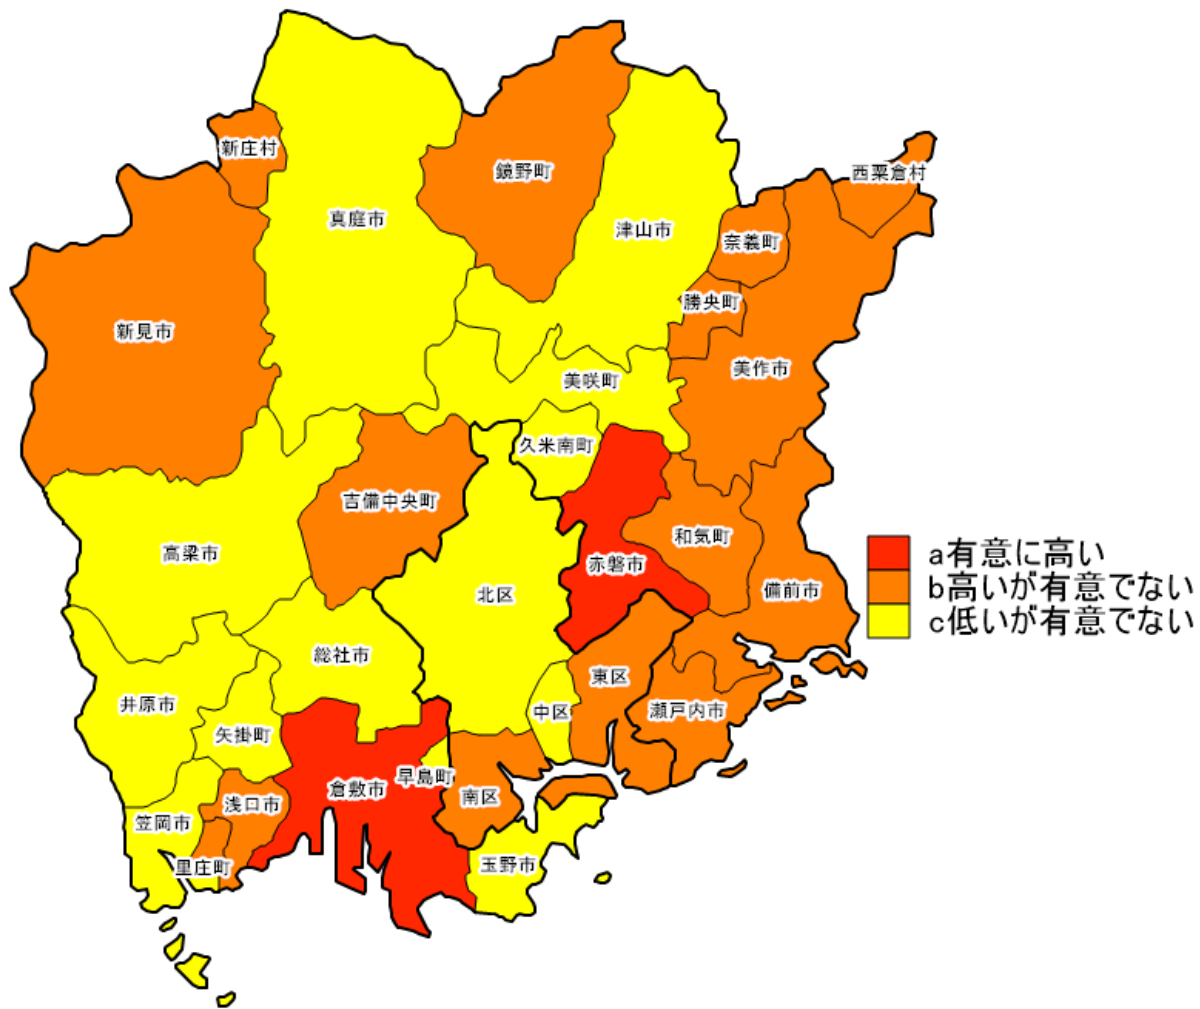 新庄村
鏡野町
西粟倉村
真庭市
津山市
奈義町
勝央町
新見市
美作市
美咲町
久米南町
吉備中央町
和気町
高梁市
赤磐市
備前市
北区
総社市
東区
井原市
中区
瀬戸内市
矢掛町
早島町
倉敷市
南区
浅口市
笠岡市
里庄町
玉野市
a有意に高い
b高いが有意でない
c低いが有意でない